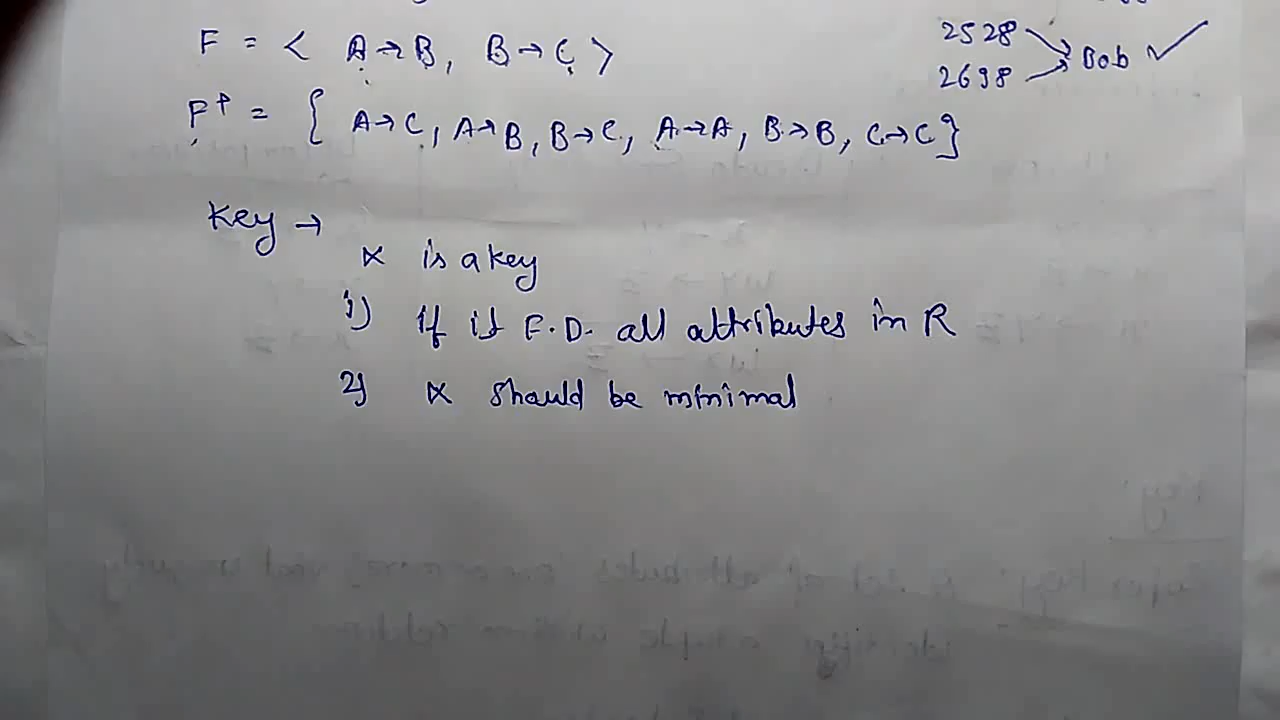 F = < A→B, B→C >
2528
2698
Bob ✓
F⁺ = { A→C, A→B, B→C, A→A, B→B, C→C }
Key →
α is a key
1) If it F.D. all attributes in R
2) α should be minimal